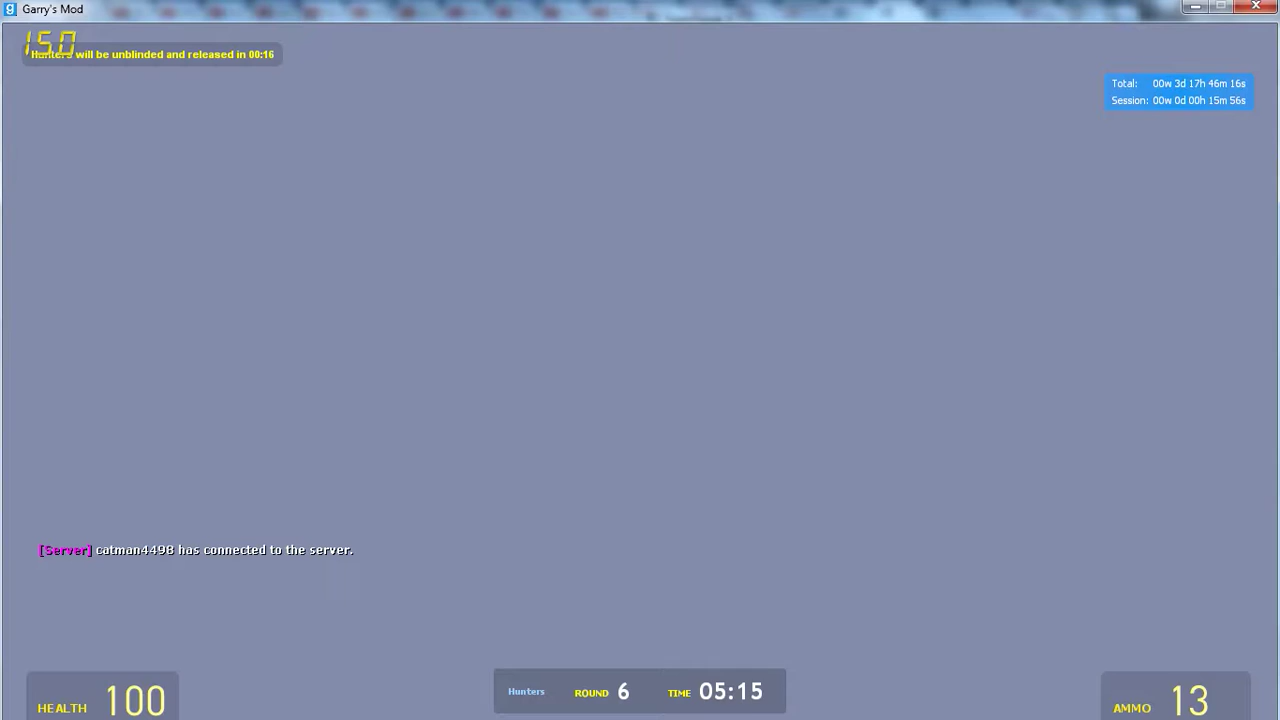 Garry's Mod
150
Hunters will be unblinded and released in 00:16
Total: 00w 3d 17h 46m 16s
Session: 00w 0d 00h 15m 56s
[Server] catman4498 has connected to the server.
HEALTH 100
Hunters ROUND 6 TIME 05:15
AMMO 13